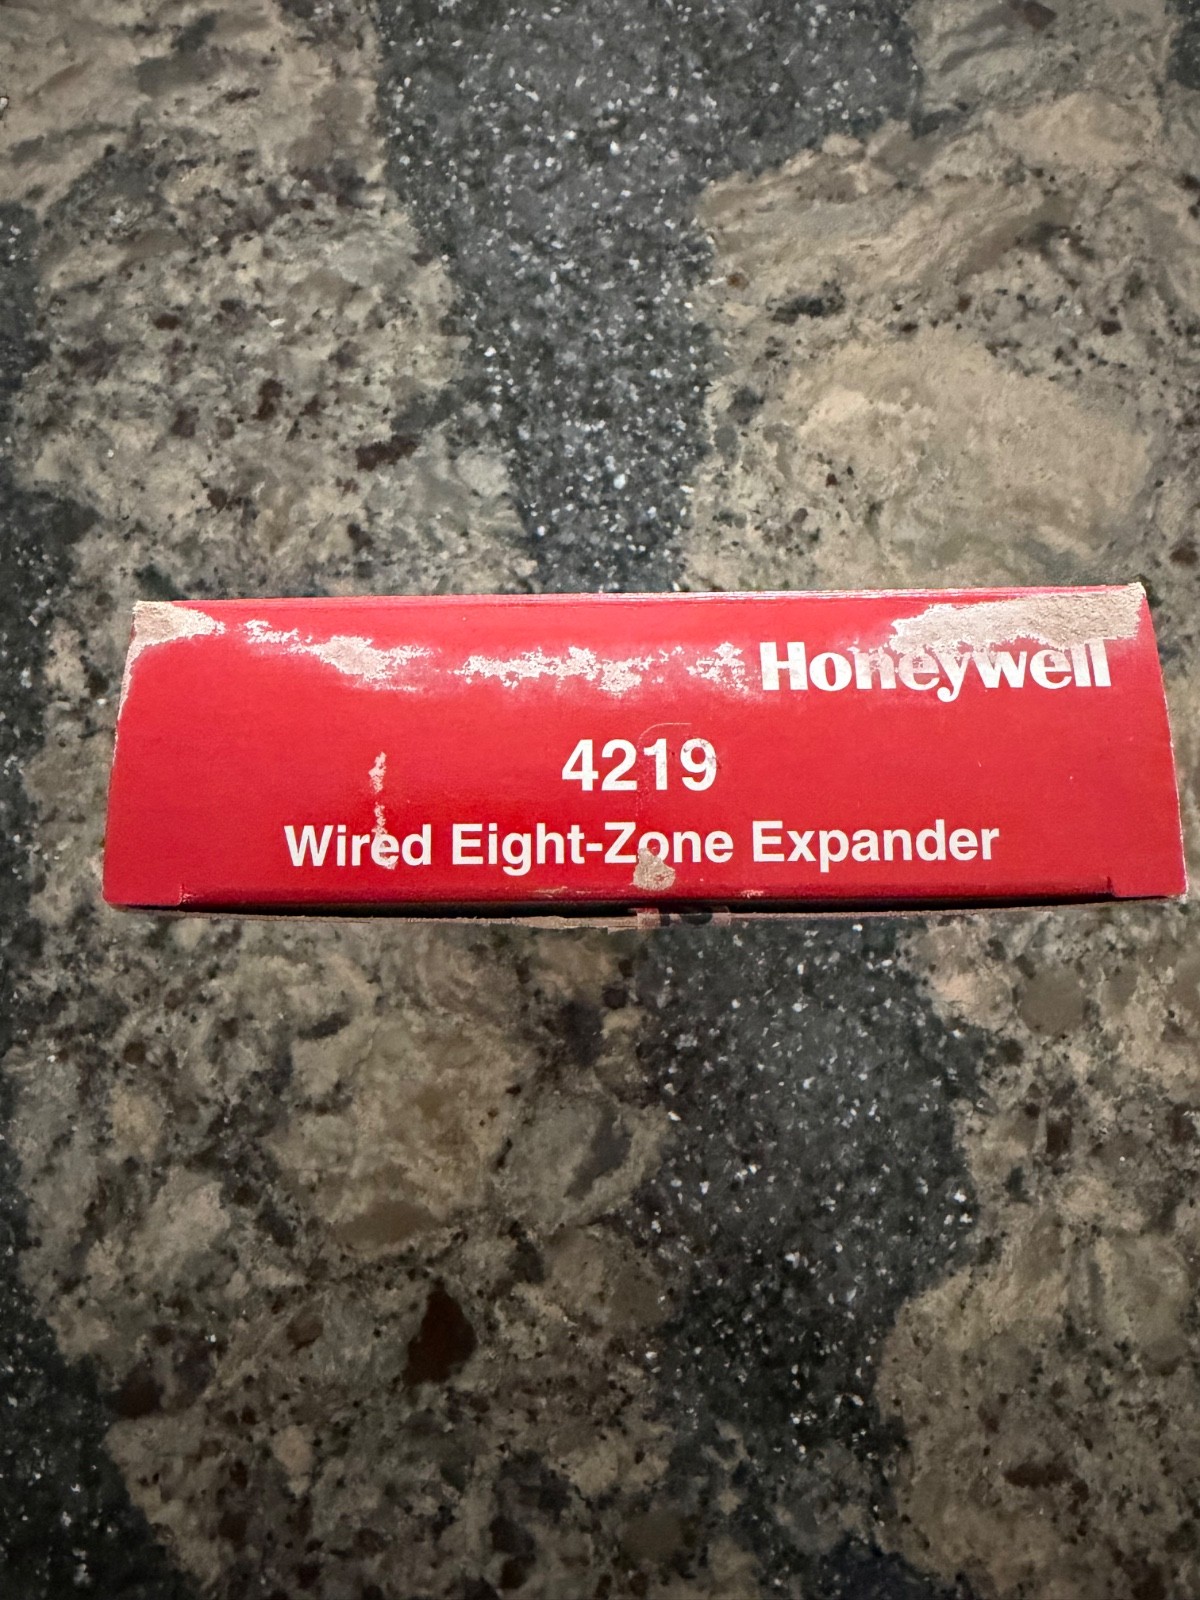 Honeywell
4219
Wired Eight-Zone Expander